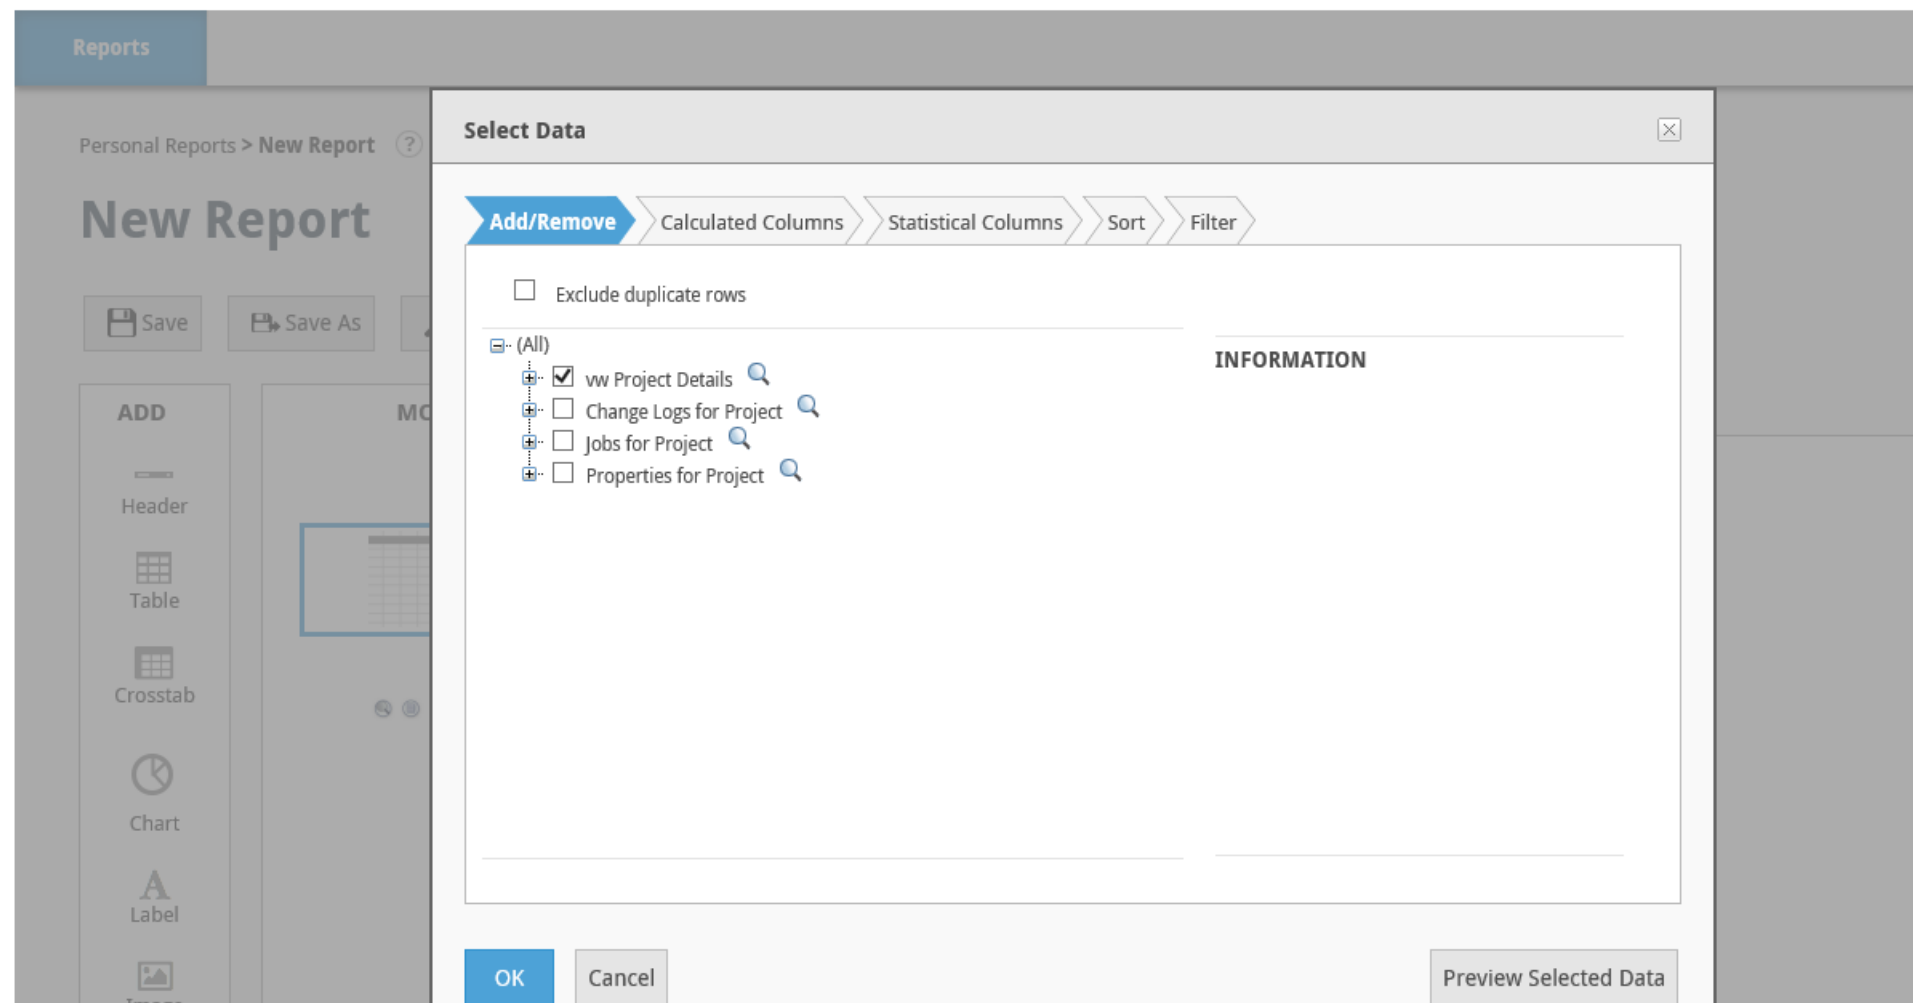 Reports
Personal Reports > New Report ?
New Report
Save
Save As
ADD
Header
Table
Crosstab
Chart
A
Label
Select Data
Add/Remove
Calculated Columns
Statistical Columns
Sort
Filter
Exclude duplicate rows
(All)
vw Project Details
Change Logs for Project
Jobs for Project
Properties for Project
INFORMATION
OK
Cancel
Preview Selected Data